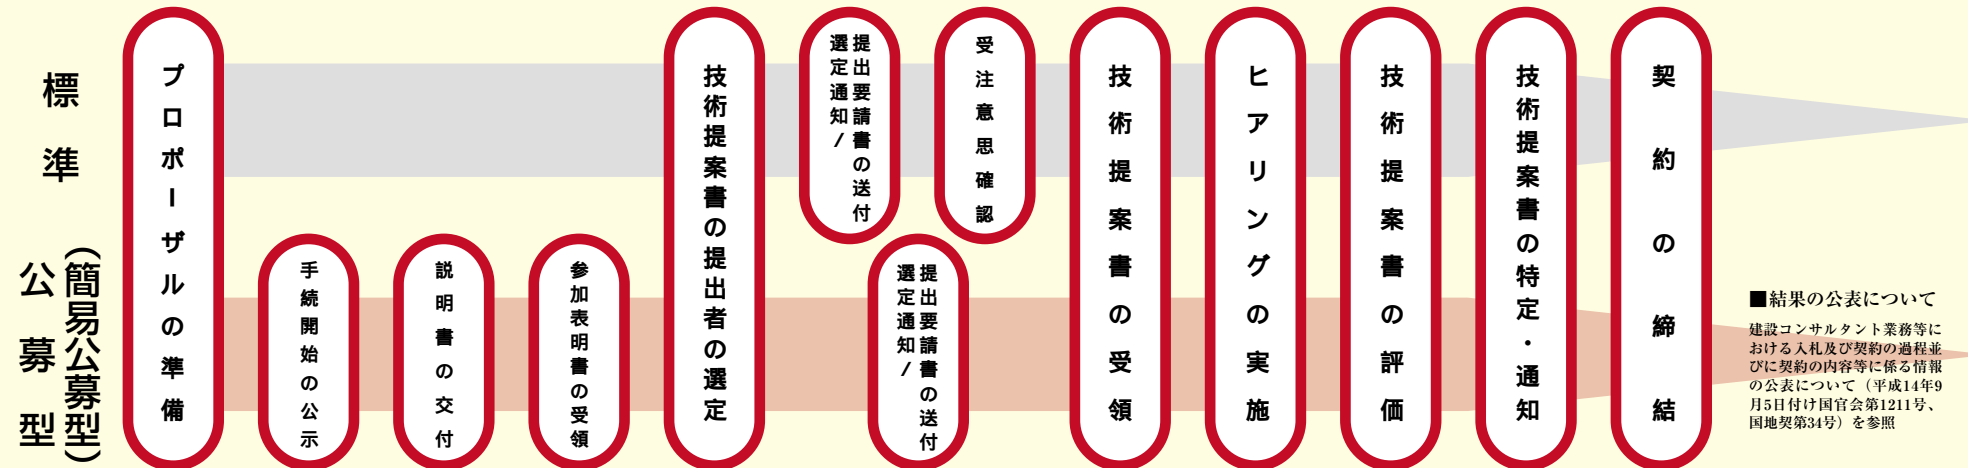 標準
公募型
(簡易公募型)
プロポーザルの準備
手続開始の公示
説明書の交付
参加表明書の受領
技術提案書の提出者の選定
選定通知/
提出要請書の送付
受注意思確認
選定通知/
提出要請書の送付
技術提案書の受領
ヒアリングの実施
技術提案書の評価
技術提案書の特定・通知
契約の締結
■結果の公表について
建設コンサルタント業務等に
おける入札及び契約の過程並
びに契約の内容等に係る情報
の公表について（平成14年9
月5日付け国官会第1211号、
国地契第34号）を参照